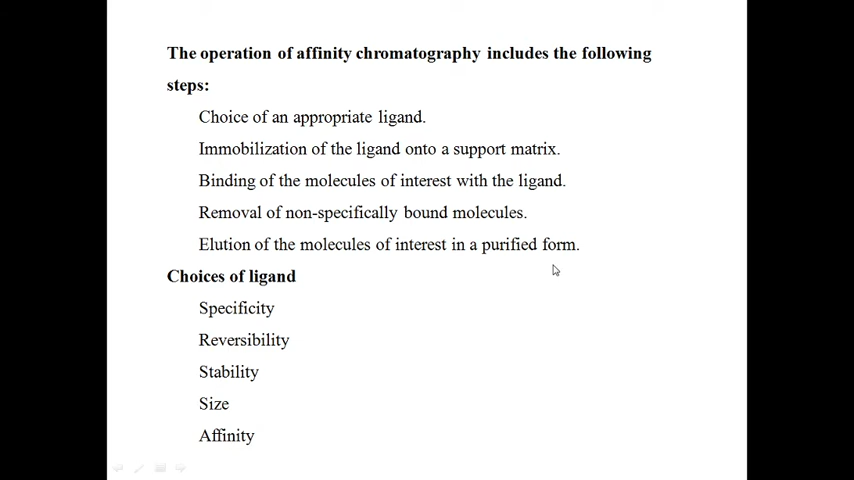 The operation of affinity chromatography includes the following
steps:
Choice of an appropriate ligand.
Immobilization of the ligand onto a support matrix.
Binding of the molecules of interest with the ligand.
Removal of non-specifically bound molecules.
Elution of the molecules of interest in a purified form.
Choices of ligand
Specificity
Reversibility
Stability
Size
Affinity